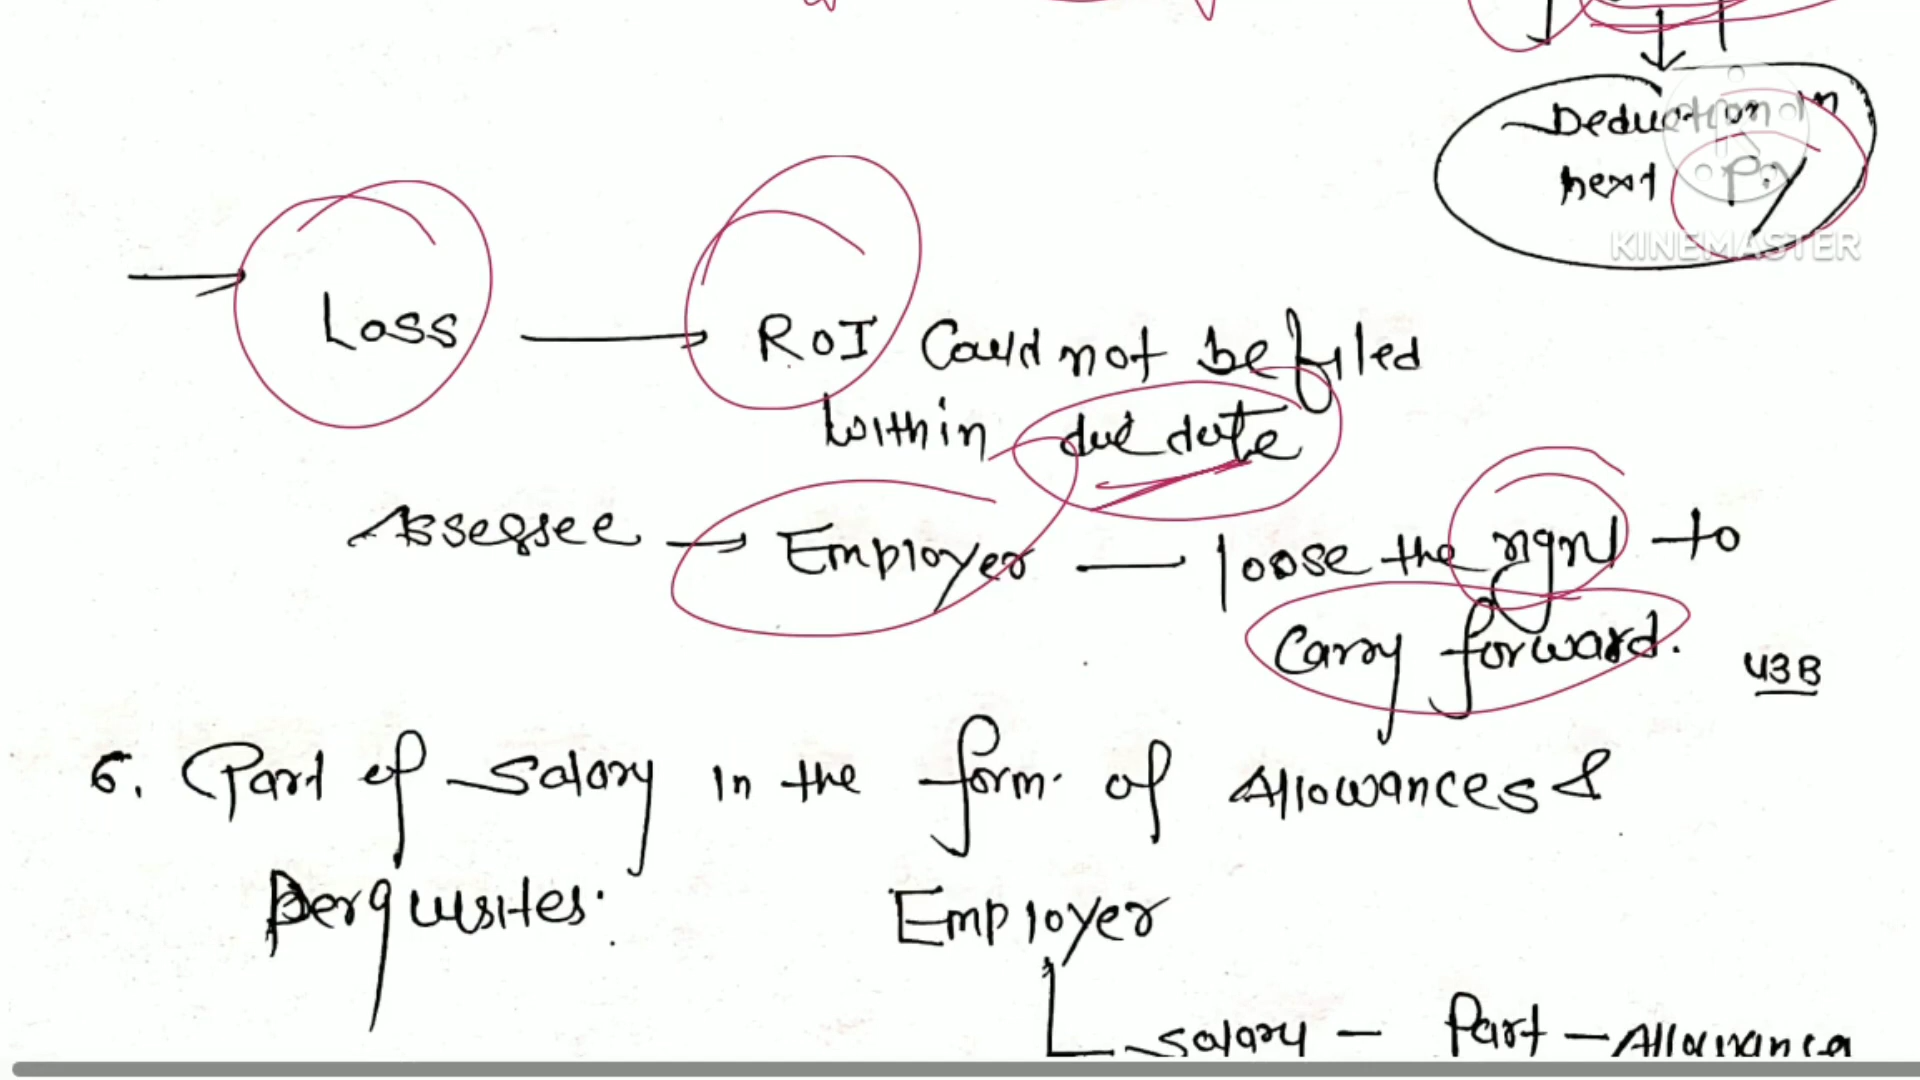 Deduction in
next P.y
KINEMASTER
Loss → RoI Could not be filed
within due date
Assessee → Employer — loose the right to
Carry forward.
43B
6. Part of Salary in the form of Allowances &
Perquisites.
Employer
Salary — Part — Allowance